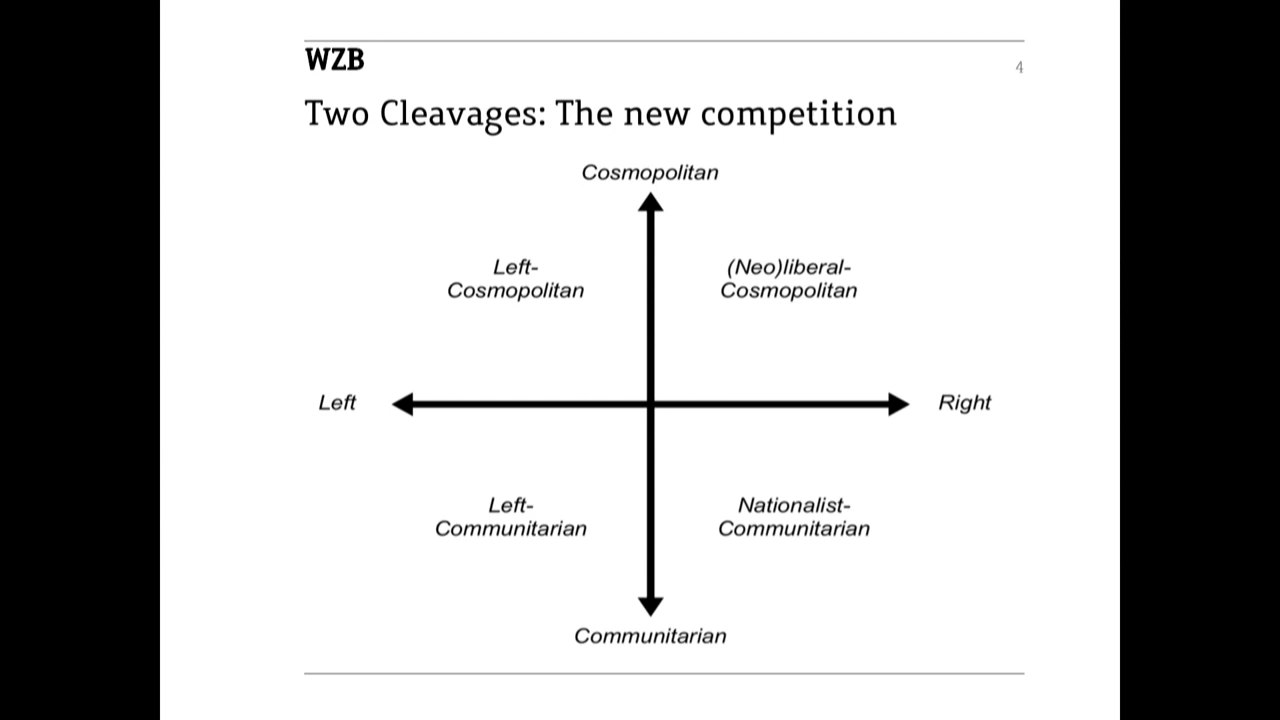 WZB
4
Two Cleavages: The new competition
Cosmopolitan
Left-
Cosmopolitan
(Neo)liberal-
Cosmopolitan
Left
Right
Left-
Communitarian
Nationalist-
Communitarian
Communitarian